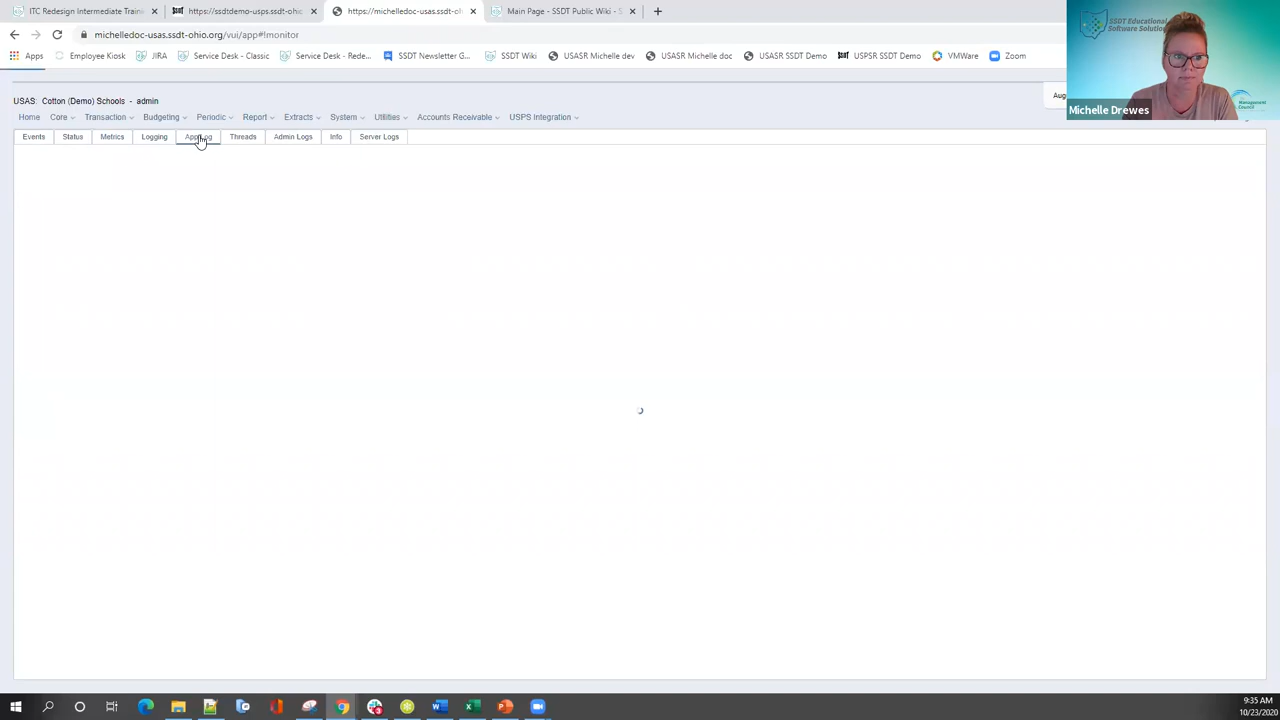 ITC Redesign Intermediate Traini
https://ssdtdemo-usps.ssdt-ohio
https://michelledoc-usas.ssdt-oh
Main Page - SSDT Public Wiki - S
michelledoc-usas.ssdt-ohio.org/vui/app#!monitor
Apps
Employee Kiosk
JIRA
Service Desk - Classic
Service Desk - Rede...
SSDT Newsletter G...
SSDT Wiki
USASR Michelle dev
USASR Michelle doc
USASR SSDT Demo
USPSR SSDT Demo
VMWare
Zoom
SSDT Educational
Software Solutions
Management
Council
Michelle Drewes
USAS: Cotton (Demo) Schools - admin
Aug
Home Core Transaction Budgeting Periodic Report Extracts System Utilities Accounts Receivable USPS Integration
Events Status Metrics Logging Threads Admin Logs Info Server Logs
9:35 AM
10/23/2020